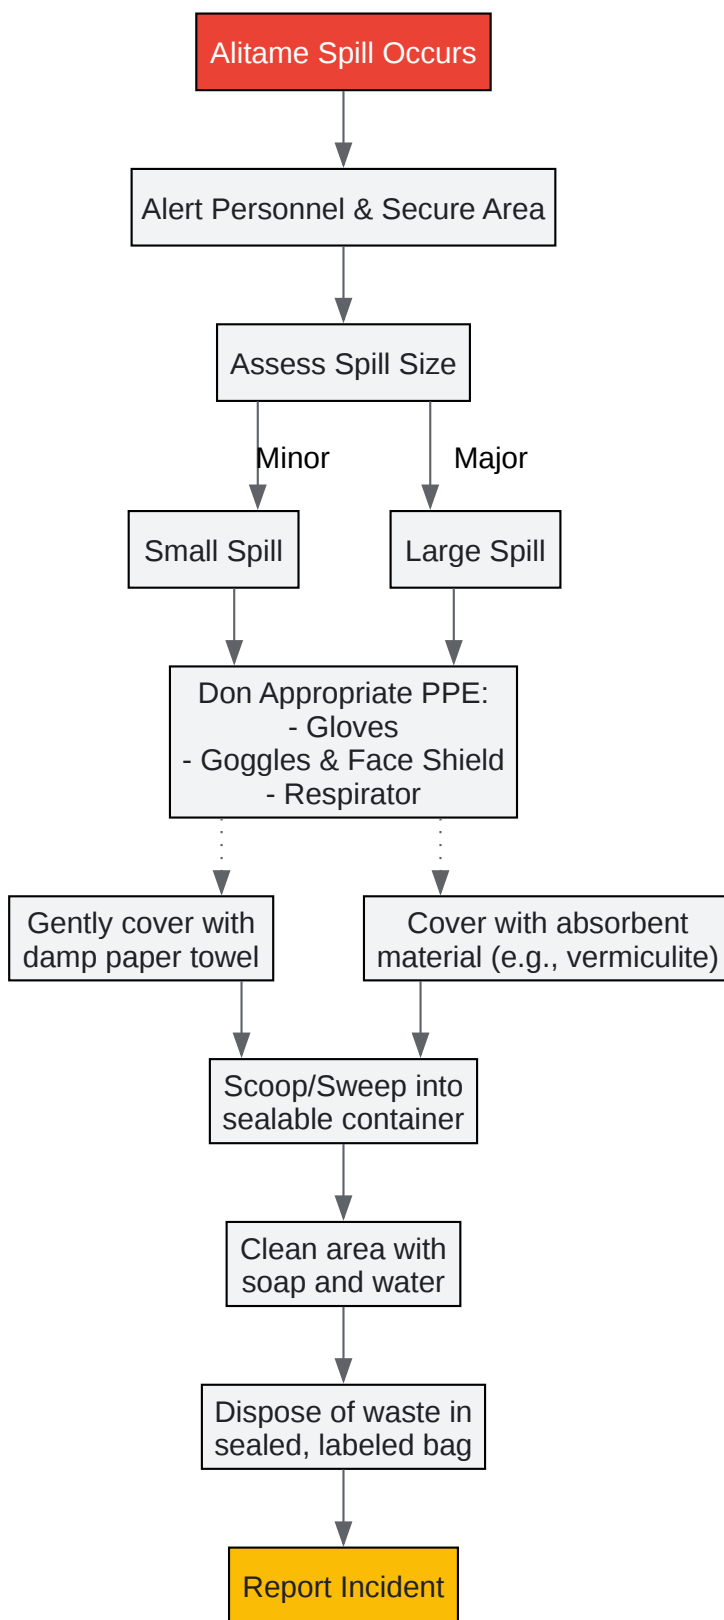 Alitame Spill Occurs
Alert Personnel & Secure Area
Assess Spill Size
Minor
Major
Small Spill
Large Spill
Don Appropriate PPE:
- Gloves
- Goggles & Face Shield
- Respirator
Gently cover with
damp paper towel
Cover with absorbent
material (e.g., vermiculite)
Scoop/Sweep into
sealable container
Clean area with
soap and water
Dispose of waste in
sealed, labeled bag
Report Incident